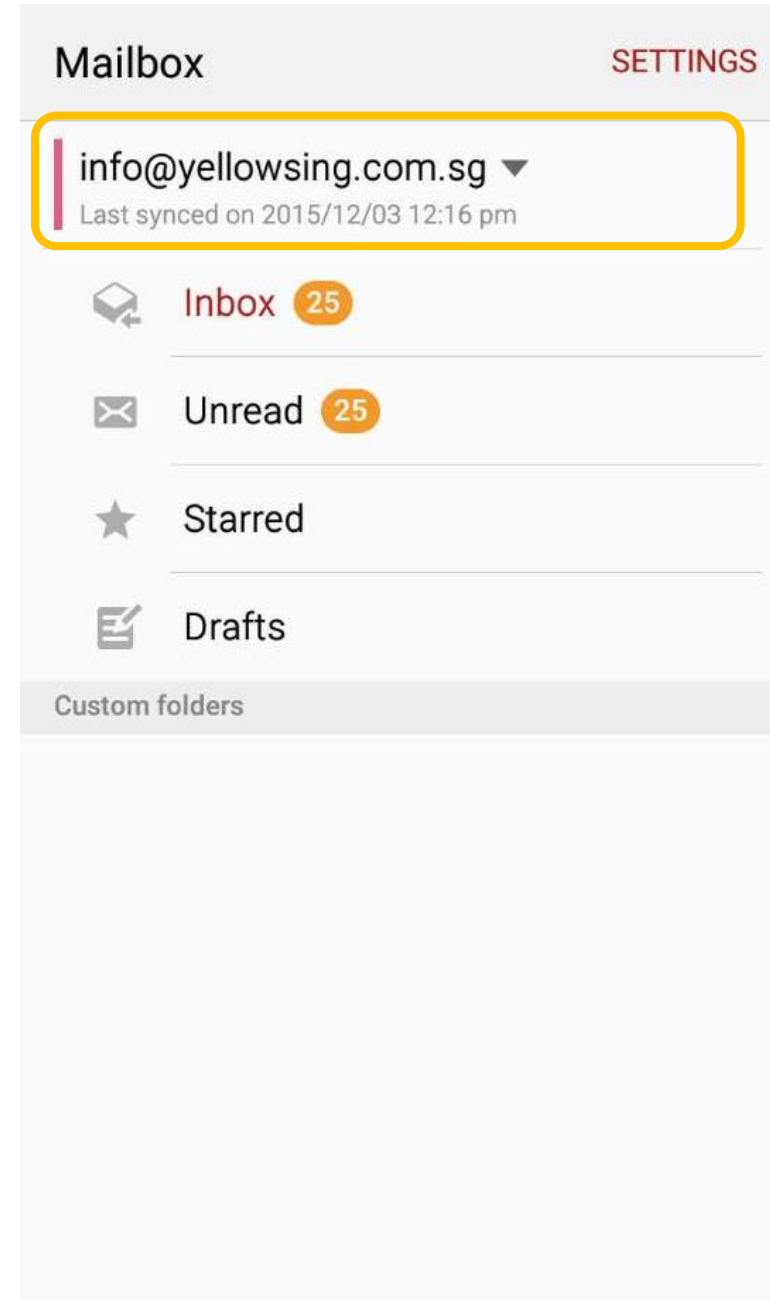 Mailbox SETTINGS
info@yellowsing.com.sg
Last synced on 2015/12/03 12:16 pm
Inbox 25
Unread 25
Starred
Drafts
Custom folders